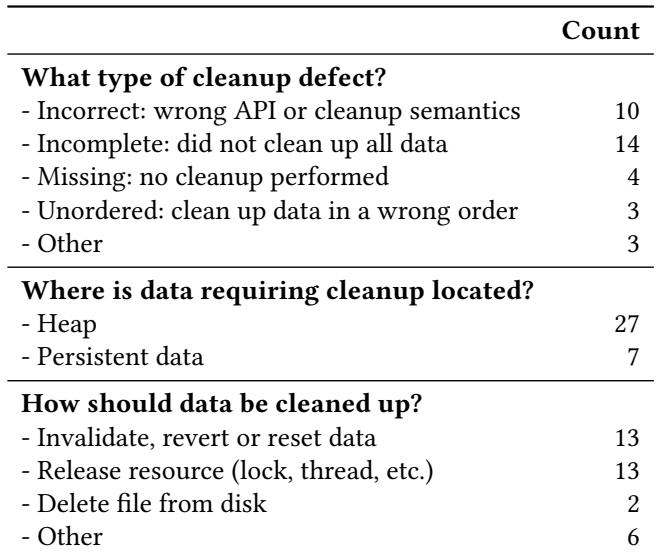 Count
What type of cleanup defect?
- Incorrect: wrong API or cleanup semantics 10
- Incomplete: did not clean up all data 14
- Missing: no cleanup performed 4
- Unordered: clean up data in a wrong order 3
- Other 3
Where is data requiring cleanup located?
- Heap 27
- Persistent data 7
How should data be cleaned up?
- Invalidate, revert or reset data 13
- Release resource (lock, thread, etc.) 13
- Delete file from disk 2
- Other 6